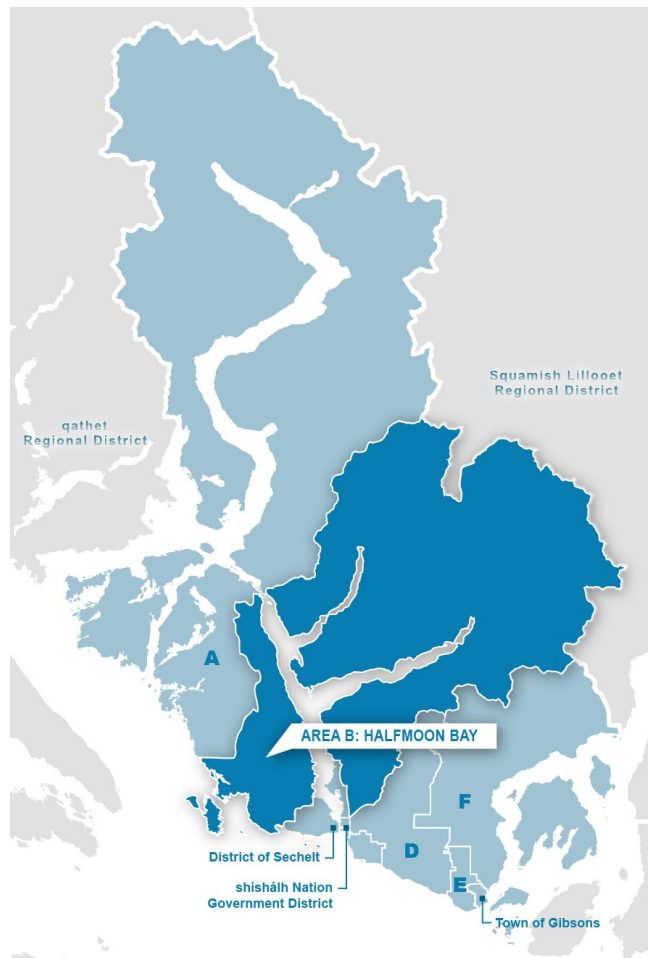 Squamish Lillooet
Regional District
qathet
Regional District
A
AREA B: HALFMOON BAY
F
D
District of Sechelt
E
shíshálh Nation
Government District
Town of Gibsons